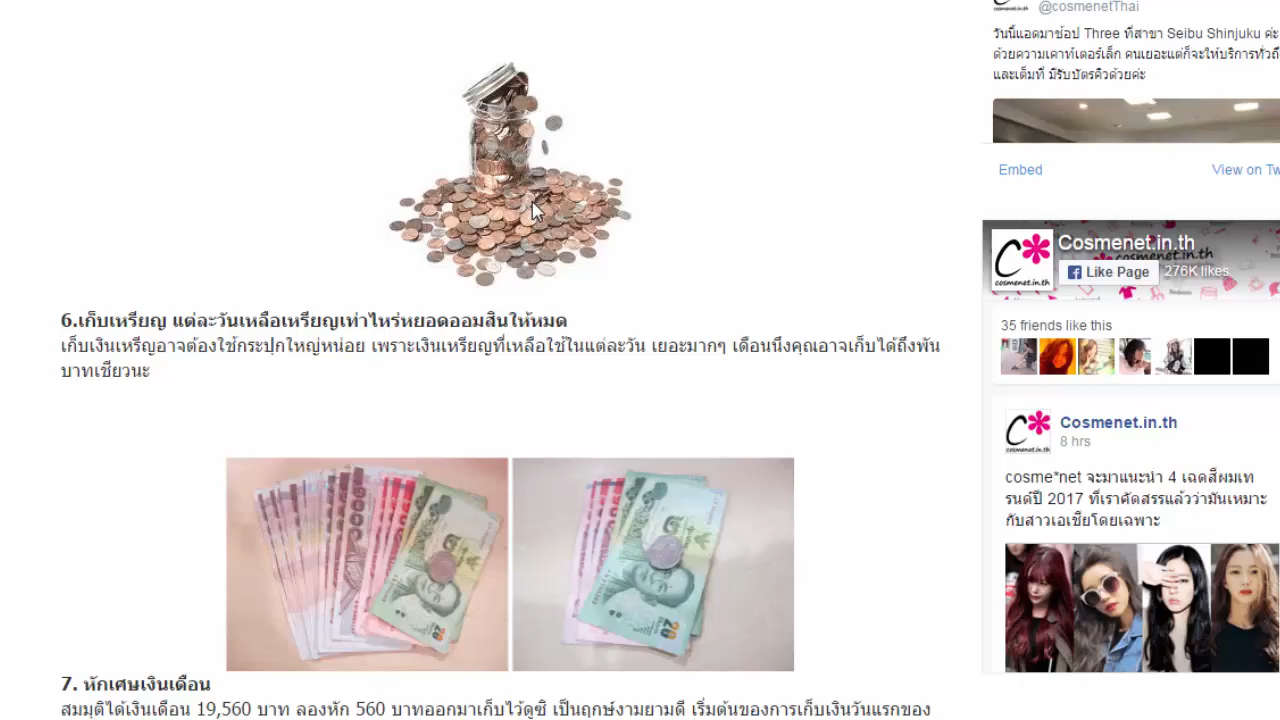 @cosmenetThai
วันนี้แอดมาช้อป Three ที่สาขา Seibu Shinjuku ค่ะ
ด้วยความเคาท์เตอร์เล็ก คนเยอะแต่ก็จะให้บริการทั่วถึ
และเต็มที่ มีรับบัตรคิวด้วยค่ะ
Embed
View on Tw
Cosmenet.in.th
Like Page
276K likes
35 friends like this
6.เก็บเหรียญ แต่ละวันเหลือเหรียญเท่าไหร่หยอดออมสินให้หมด
เก็บเงินเหรีญอาจต้องใช้กระปุกใหญ่หน่อย เพราะเงินเหรียญที่เหลือใช้ในแต่ละวัน เยอะมากๆ เดือนนึงคุณอาจเก็บได้ถึงพัน
บาทเชียวนะ
Cosmenet.in.th
8 hrs
cosme*net จะมาแนะนำ 4 เฉดสีผมเท
รนด์ปี 2017 ที่เราคัดสรรแล้วว่ามันเหมาะ
กับสาวเอเชียโดยเฉพาะ
7. หักเศษเงินเดือน
สมมุติได้เงินเดือน 19,560 บาท ลองหัก 560 บาทออกมาเก็บไว้ดูซิ เป็นฤกษ์งามยามดี เริ่มต้นของการเก็บเงินวันแรกของ